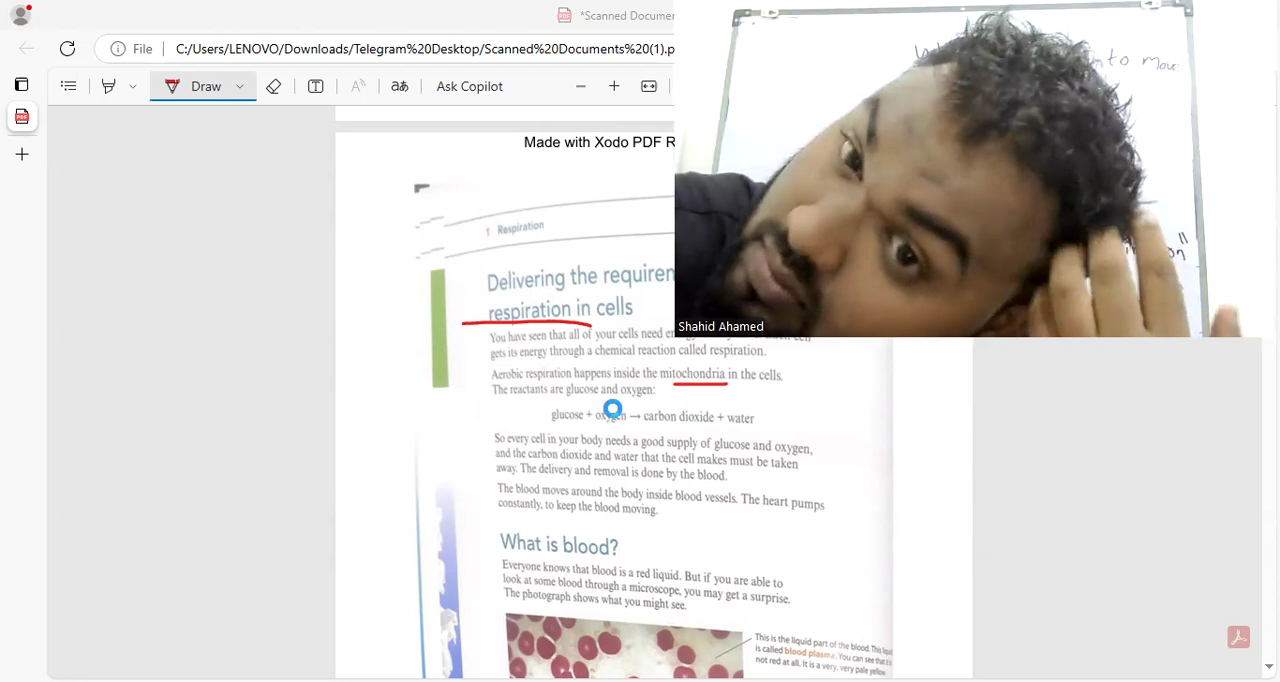 *Scanned Documen
File
C:/Users/LENOVO/Downloads/Telegram%20Desktop/Scanned%20Documents%20(1).p
Draw
aあ
Ask Copilot
Made with Xodo PDF R
to move
on"
Shahid Ahamed
1 Respiration
Delivering the requiren
respiration in cells
You have seen that all of your cells need
gets its energy through a chemical reaction called respiration.
Aerobic respiration happens inside the mitochondria in the cells.
The reactants are glucose and oxygen:
glucose + oxygen → carbon dioxide + water
So every cell in your body needs a good supply of glucose and oxygen,
and the carbon dioxide and water that the cell makes must be taken
away. The delivery and removal is done by the blood.
The blood moves around the body inside blood vessels. The heart pumps
constantly, to keep the blood moving.
What is blood?
Everyone knows that blood is a red liquid. But if you are able to
look at some blood through a microscope, you may get a surprise.
The photograph shows what you might see.
This is the liquid part of the blood. This liqu
is called blood plasma. You can see that it is
not red at all. It is a very, very pale yellow.